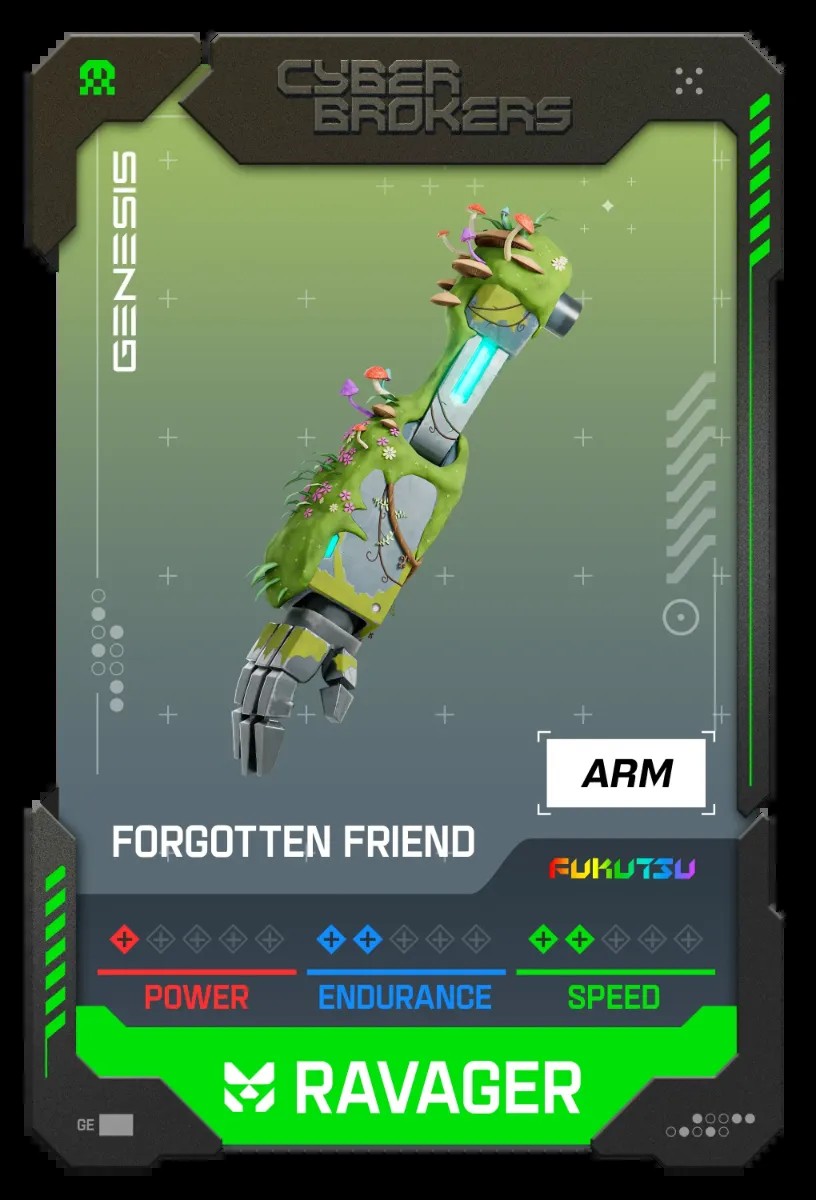 CYBER
BROKERS
GENESIS
ARM
FORGOTTEN FRIEND
FUKUTSU
POWER
ENDURANCE
SPEED
RAVAGER
GE